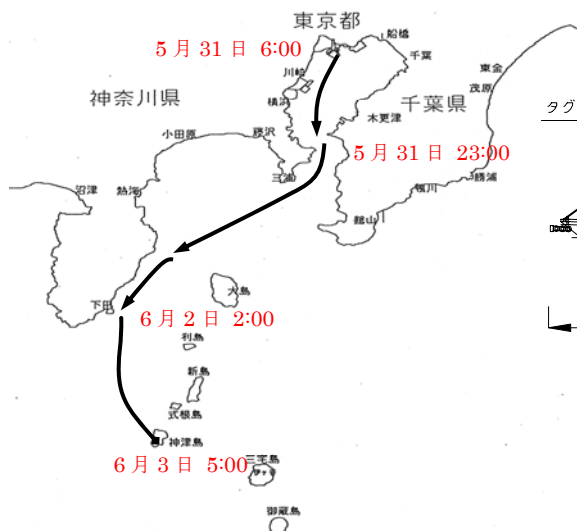 東京都
5月31日 6:00
船橋
千葉
川崎
東金
茂原
神奈川県
横浜
千葉県
タグ
木更津
小田原
藤沢
5月31日 23:00
三浦
勝浦
鴨川
沼津
熱海
館山
大島
下田
6月2日 2:00
利島
新島
式根島
神津島
6月3日 5:00
三宅島
御蔵島